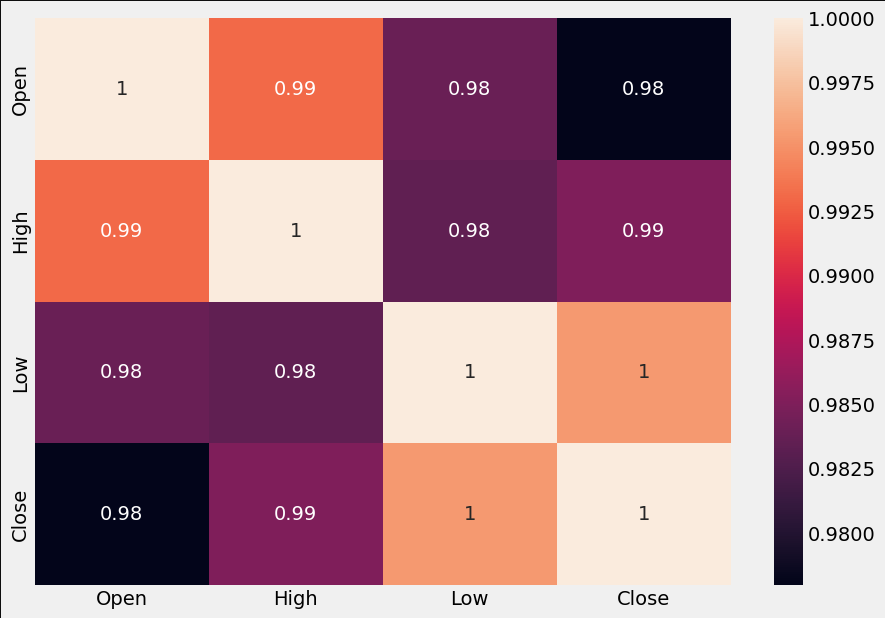 Open 1 0.99 0.98 0.98
High 0.99 1 0.98 0.99
Low 0.98 0.98 1 1
Close 0.98 0.99 1 1
Open High Low Close
1.0000
0.9975
0.9950
0.9925
0.9900
0.9875
0.9850
0.9825
0.9800